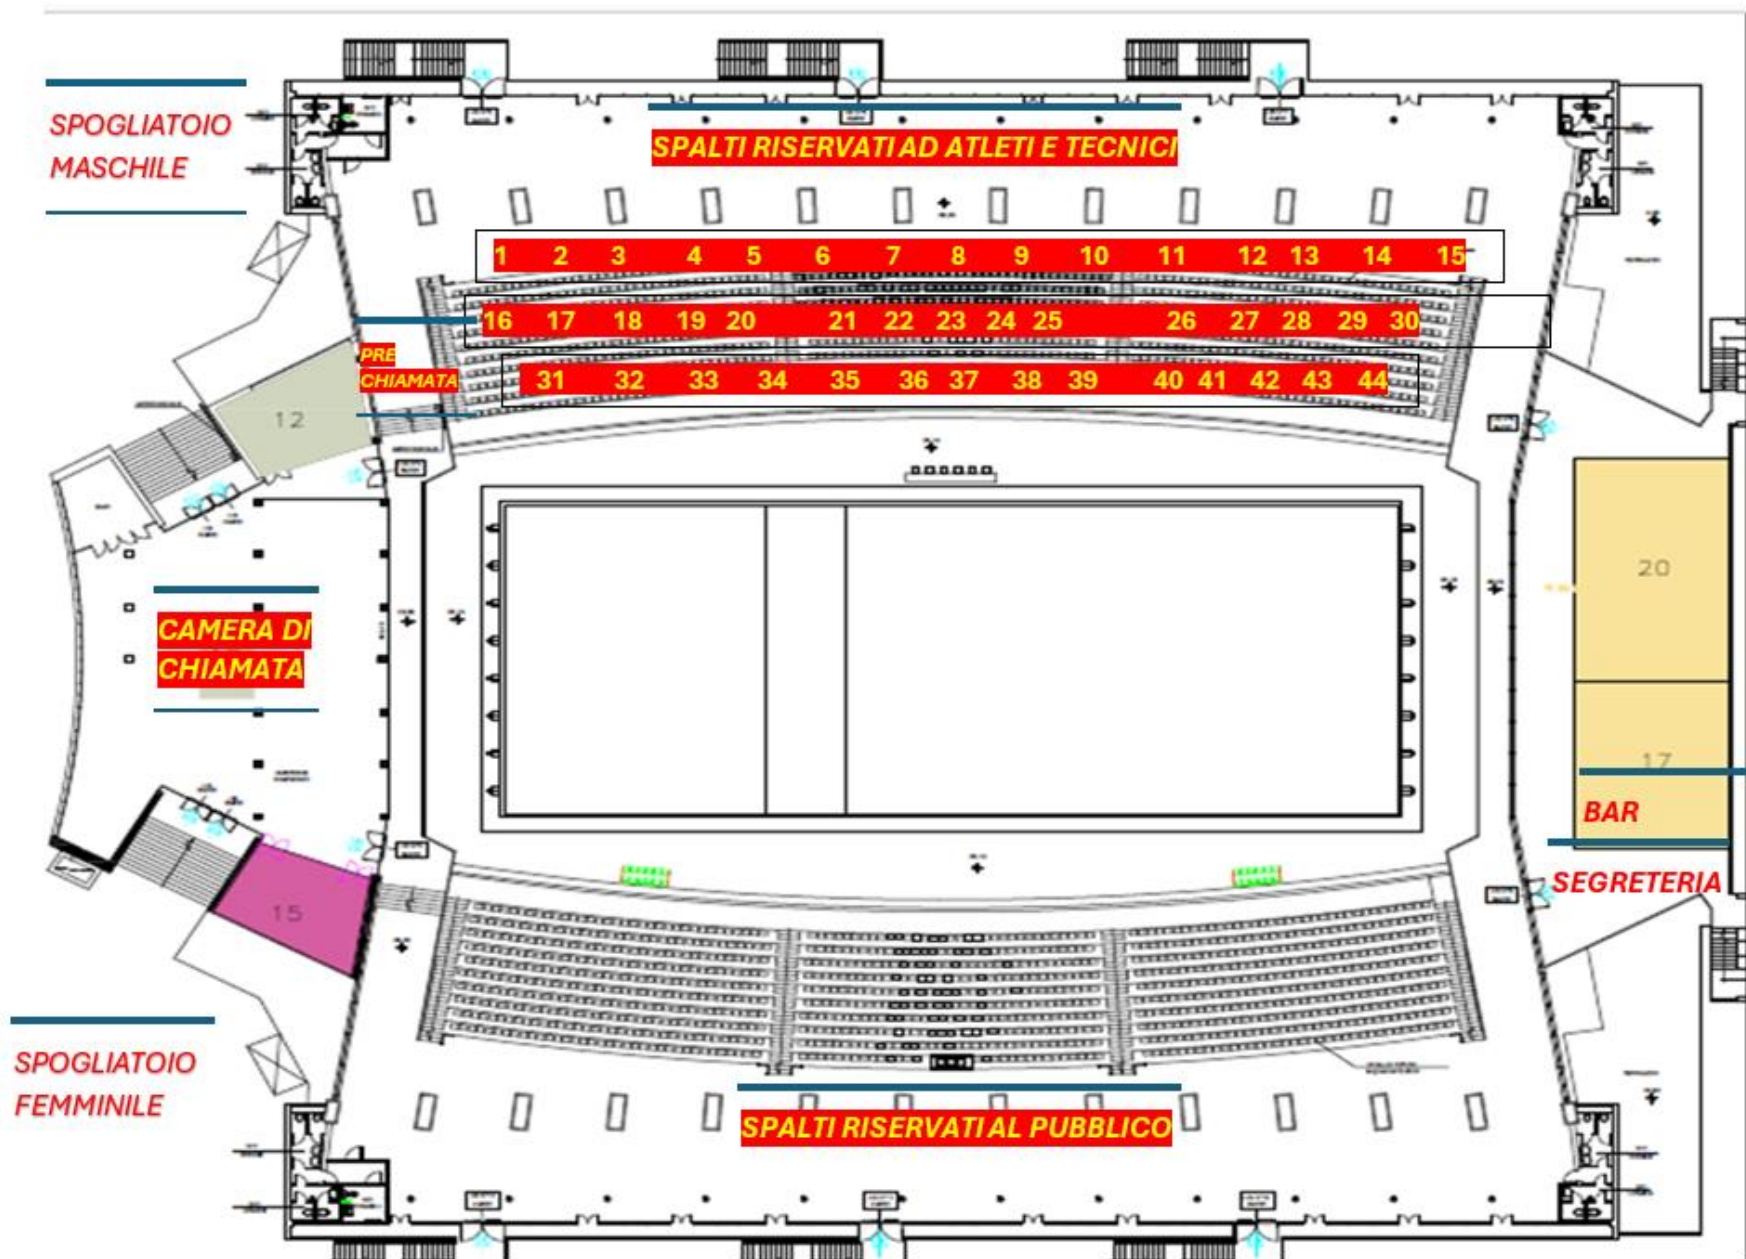 SPOGLIATOIO
MASCHILE
SPALTI RISERVATI AD ATLETI E TECNICI
1 2 3 4 5 6 7 8 9 10 11 12 13 14 15
16 17 18 19 20 21 22 23 24 25 26 27 28 29 30
PRE
CHIAMATA
31 32 33 34 35 36 37 38 39 40 41 42 43 44
12
20
CAMERA DI
CHIAMATA
17
BAR
SEGRETERIA
15
SPOGLIATOIO
FEMMINILE
SPALTI RISERVATI AL PUBBLICO